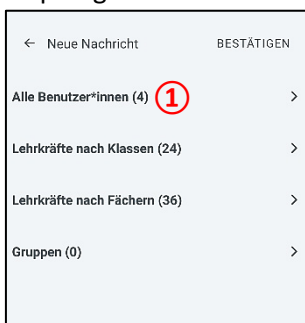 ← Neue Nachricht BESTÄTIGEN
Alle Benutzer*innen (4) ① >
Lehrkräfte nach Klassen (24) >
Lehrkräfte nach Fächern (36) >
Gruppen (0) >